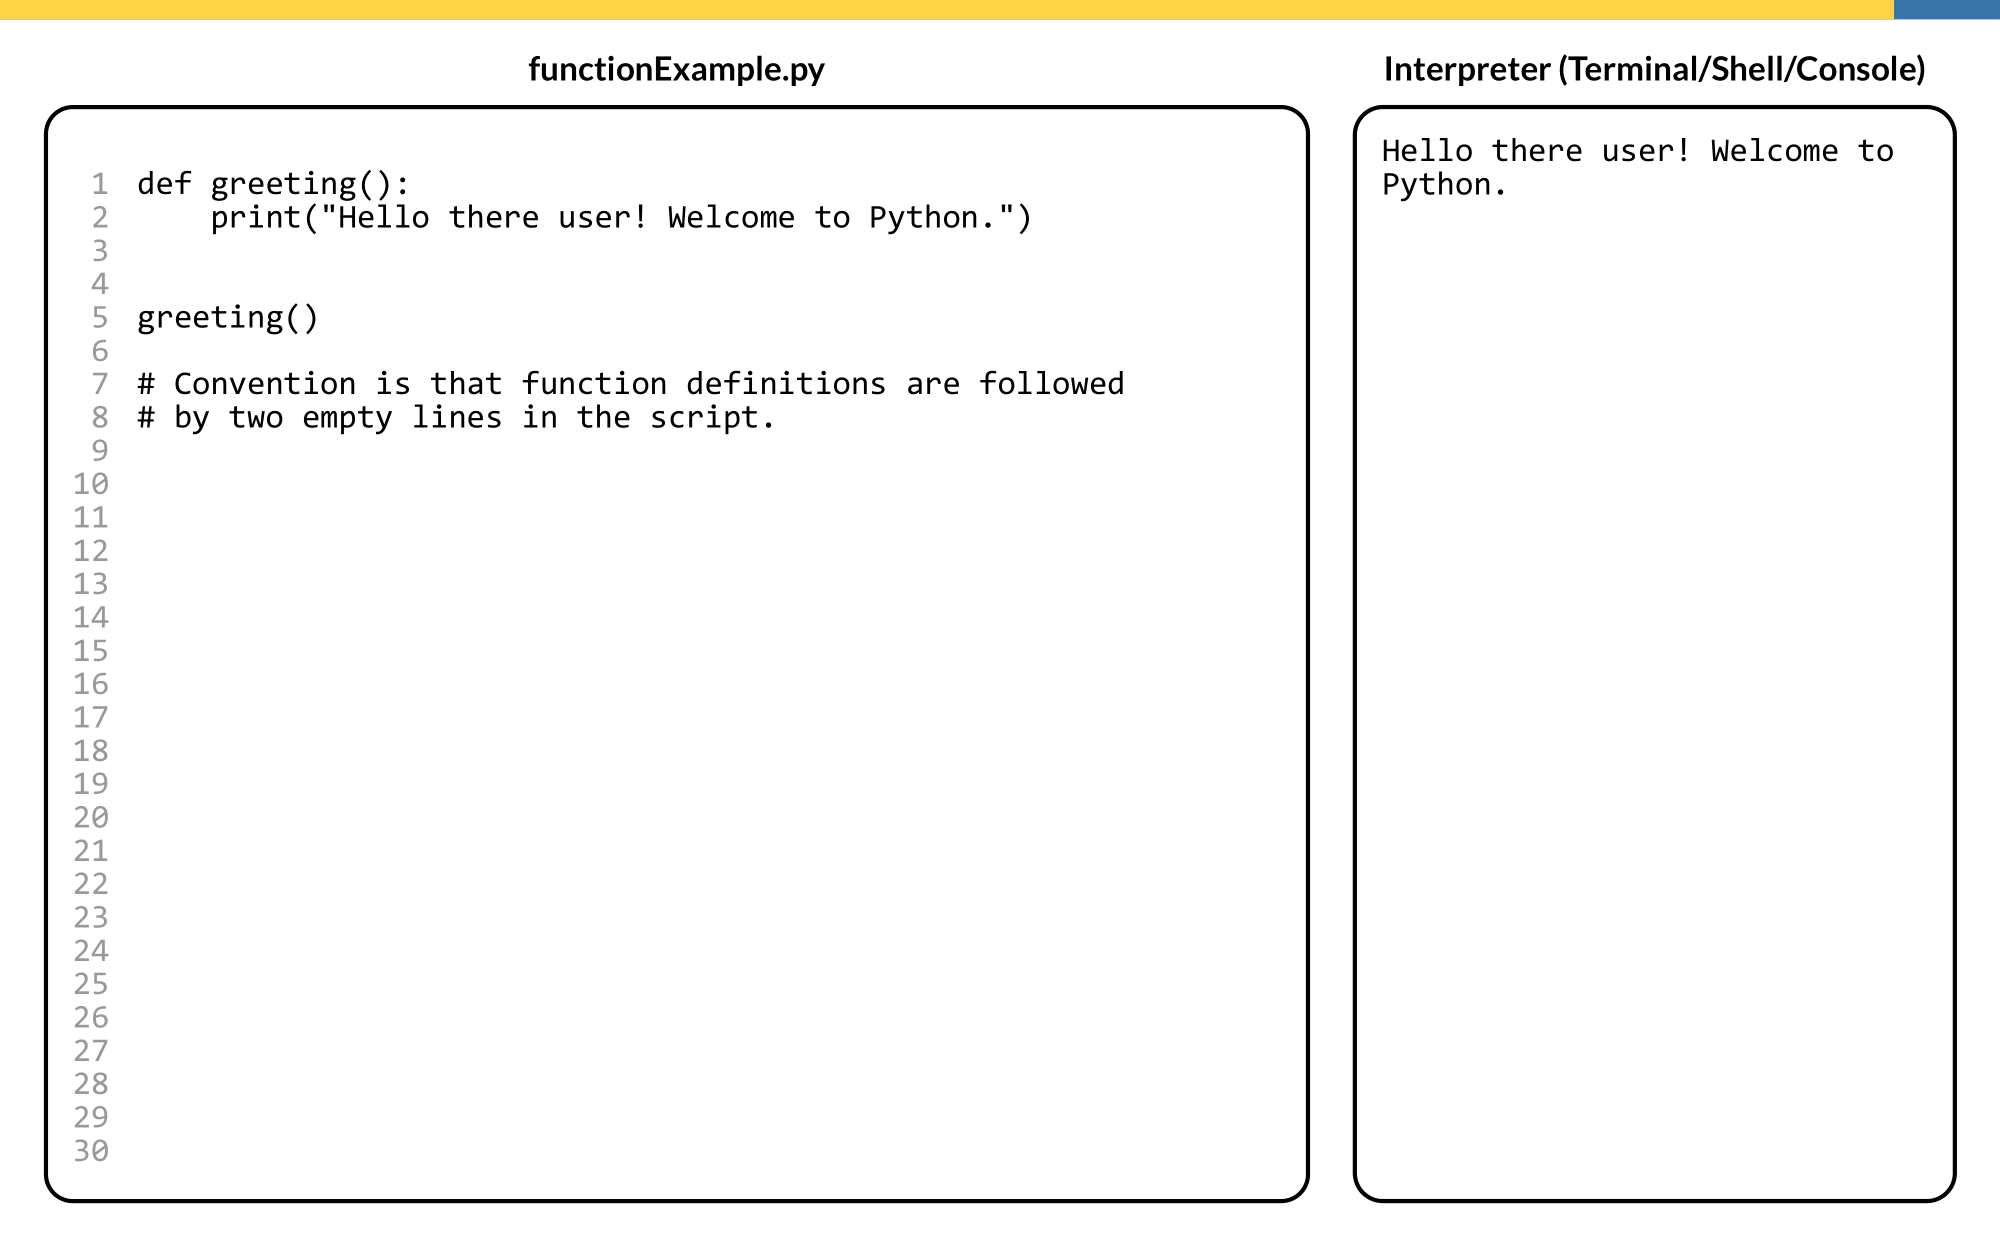 functionExample.py
1 def greeting():
2     print("Hello there user! Welcome to Python.")
3
4
5 greeting()
6
7 # Convention is that function definitions are followed
8 # by two empty lines in the script.
9
10
11
12
13
14
15
16
17
18
19
20
21
22
23
24
25
26
27
28
29
30
Interpreter (Terminal/Shell/Console)
Hello there user! Welcome to
Python.